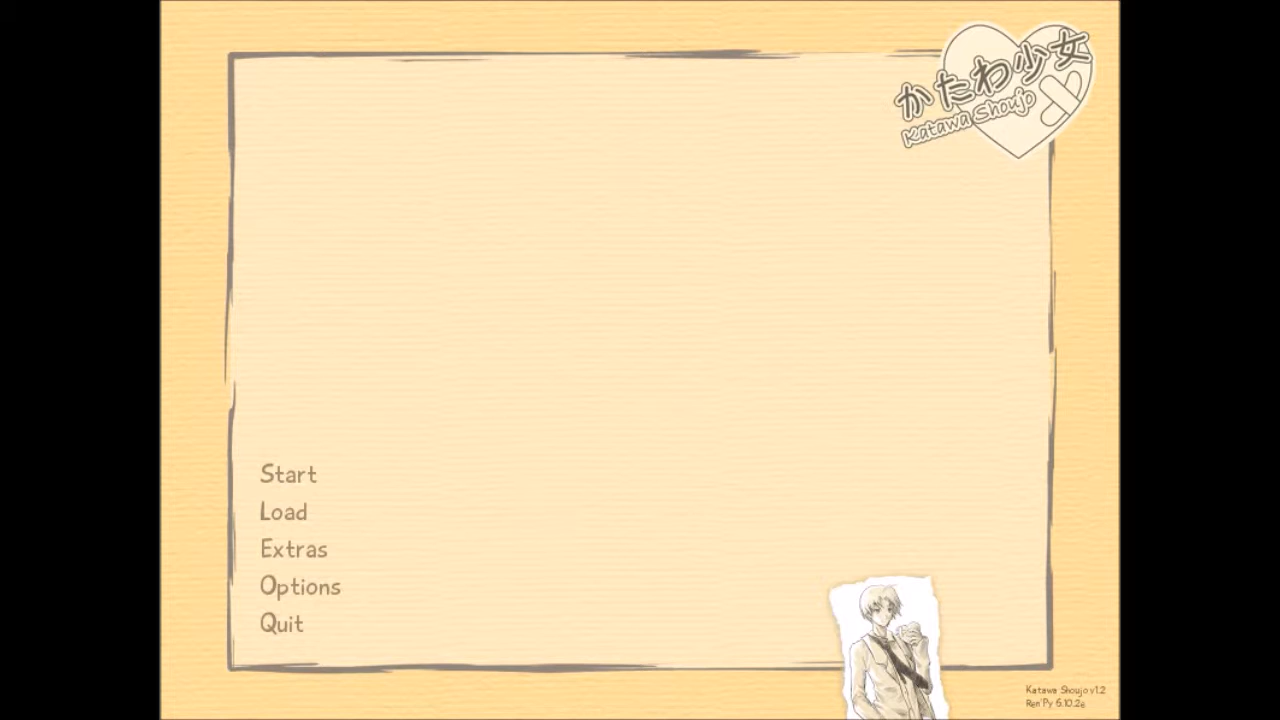 かたわ少女
Katawa Shoujo
Start
Load
Extras
Options
Quit
Katawa Shoujo v1.2
Ren'Py 6.10.2e